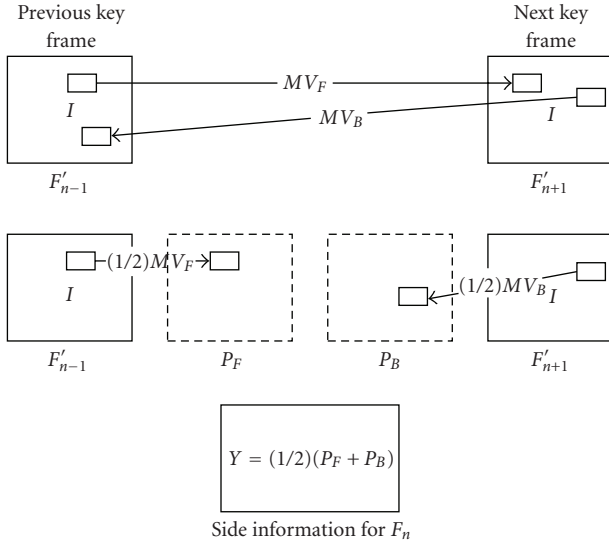 Previous key
frame
Next key
frame
MV_F
I
MV_B
I
F'_{n−1}
F'_{n+1}
(1/2)MV_F
I
(1/2)MV_B
I
F'_{n−1}
P_F
P_B
F'_{n+1}
Y = (1/2)(P_F + P_B)
Side information for F_n